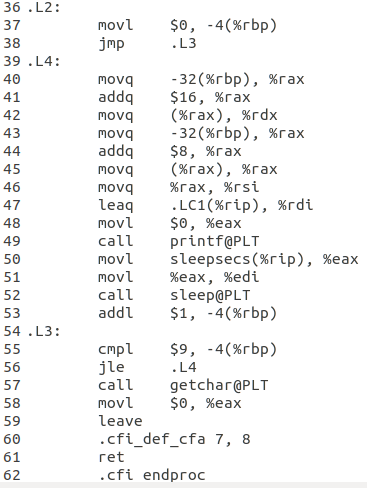 36 .L2:
37 movl $0, -4(%rbp)
38 jmp .L3
39 .L4:
40 movq -32(%rbp), %rax
41 addq $16, %rax
42 movq (%rax), %rdx
43 movq -32(%rbp), %rax
44 addq $8, %rax
45 movq (%rax), %rax
46 movq %rax, %rsi
47 leaq .LC1(%rip), %rdi
48 movl $0, %eax
49 call printf@PLT
50 movl sleepsecs(%rip), %eax
51 movl %eax, %edi
52 call sleep@PLT
53 addl $1, -4(%rbp)
54 .L3:
55 cmpl $9, -4(%rbp)
56 jle .L4
57 call getchar@PLT
58 movl $0, %eax
59 leave
60 .cfi_def_cfa 7, 8
61 ret
62 .cfi_endproc